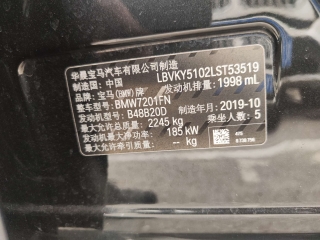 华晨宝马汽车有限公司制造
制造国：中国 LBVKY5102LST53519
品牌：宝马(BMW)牌 发动机排量：1998 mL
整车型号：BMW7201FN
发动机型号：B48B20D 制造年月：2019-10
最大允许总质量：2245 kg 乘坐人数：5
发动机最大净功率：185 kW
最大允许牵引质量：-- kg
475